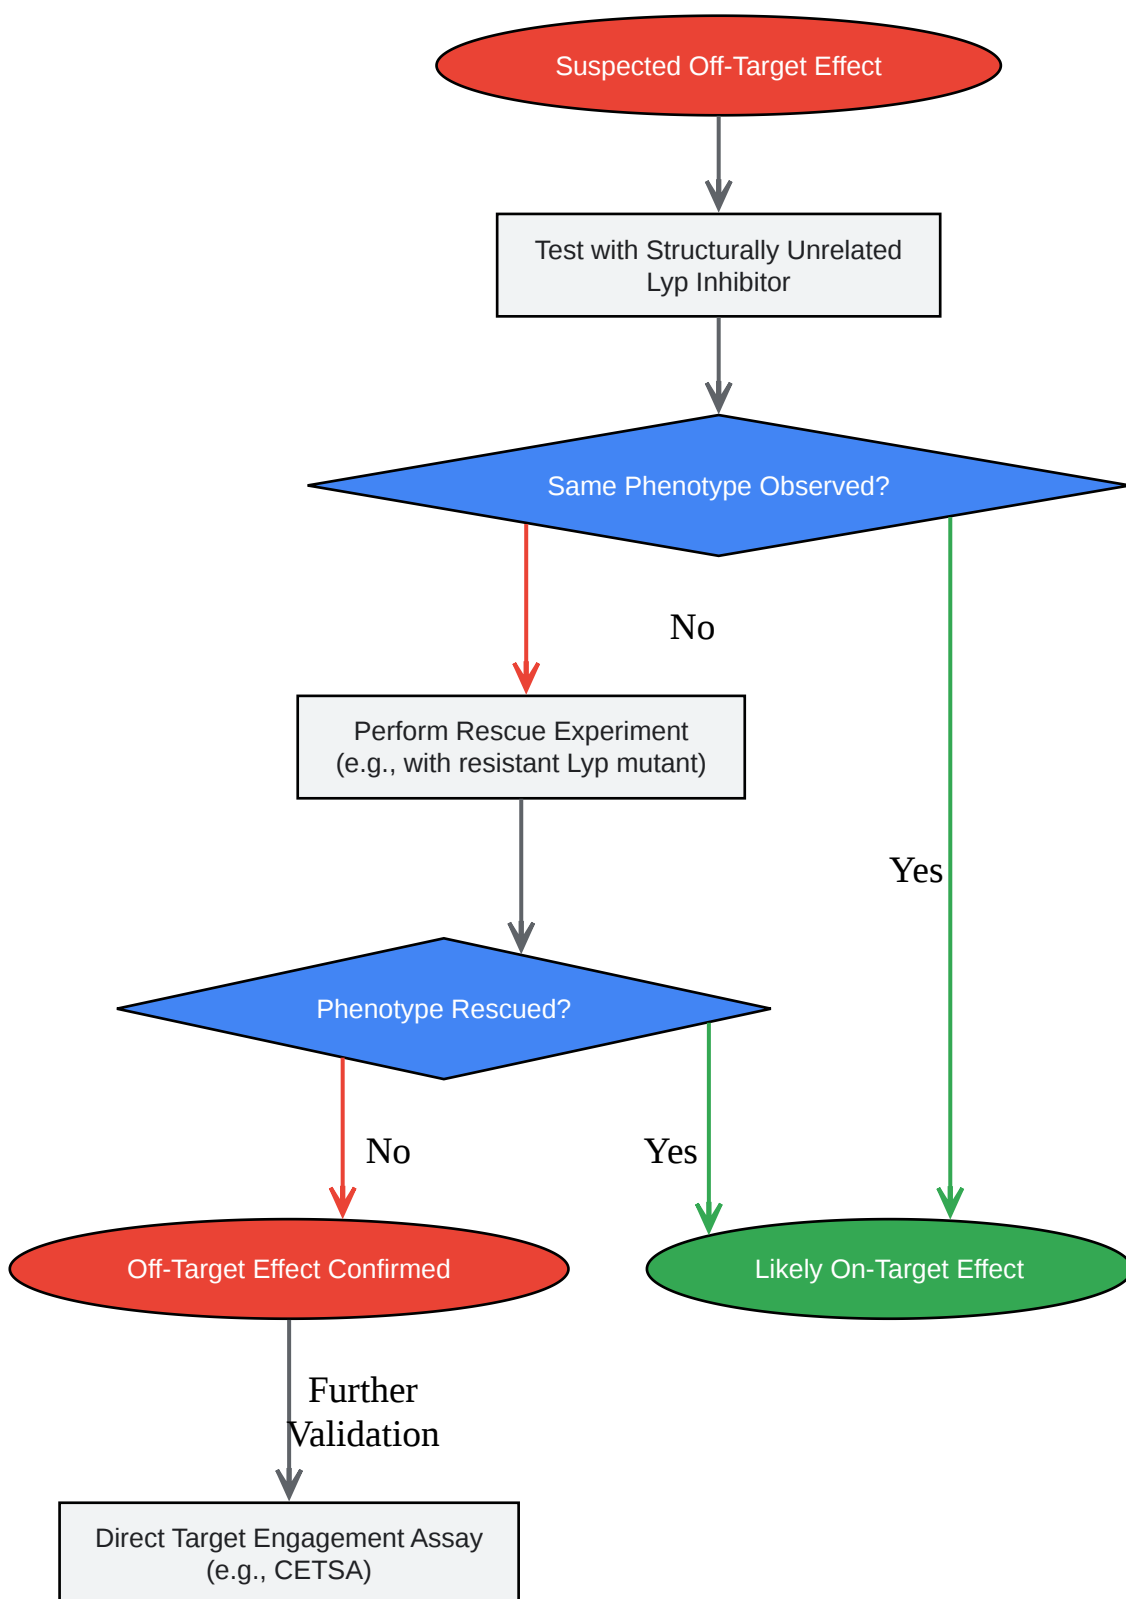 Suspected Off-Target Effect
Test with Structurally Unrelated
Lyp Inhibitor
Same Phenotype Observed?
No
Perform Rescue Experiment
(e.g., with resistant Lyp mutant)
Yes
Phenotype Rescued?
No
Yes
Off-Target Effect Confirmed
Likely On-Target Effect
Further
Validation
Direct Target Engagement Assay
(e.g., CETSA)